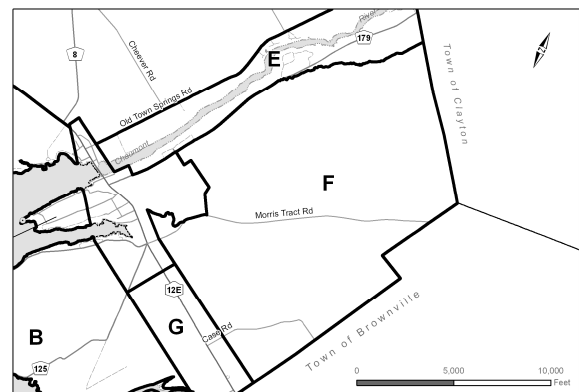 8
Cheever Rd
River
179
E
Old Town Springs Rd
Town of Clayton
Chaumont
F
Morris Tract Rd
12E
B
G
Case Rd
125
Town of Brownville
N
0 5,000 10,000
Feet